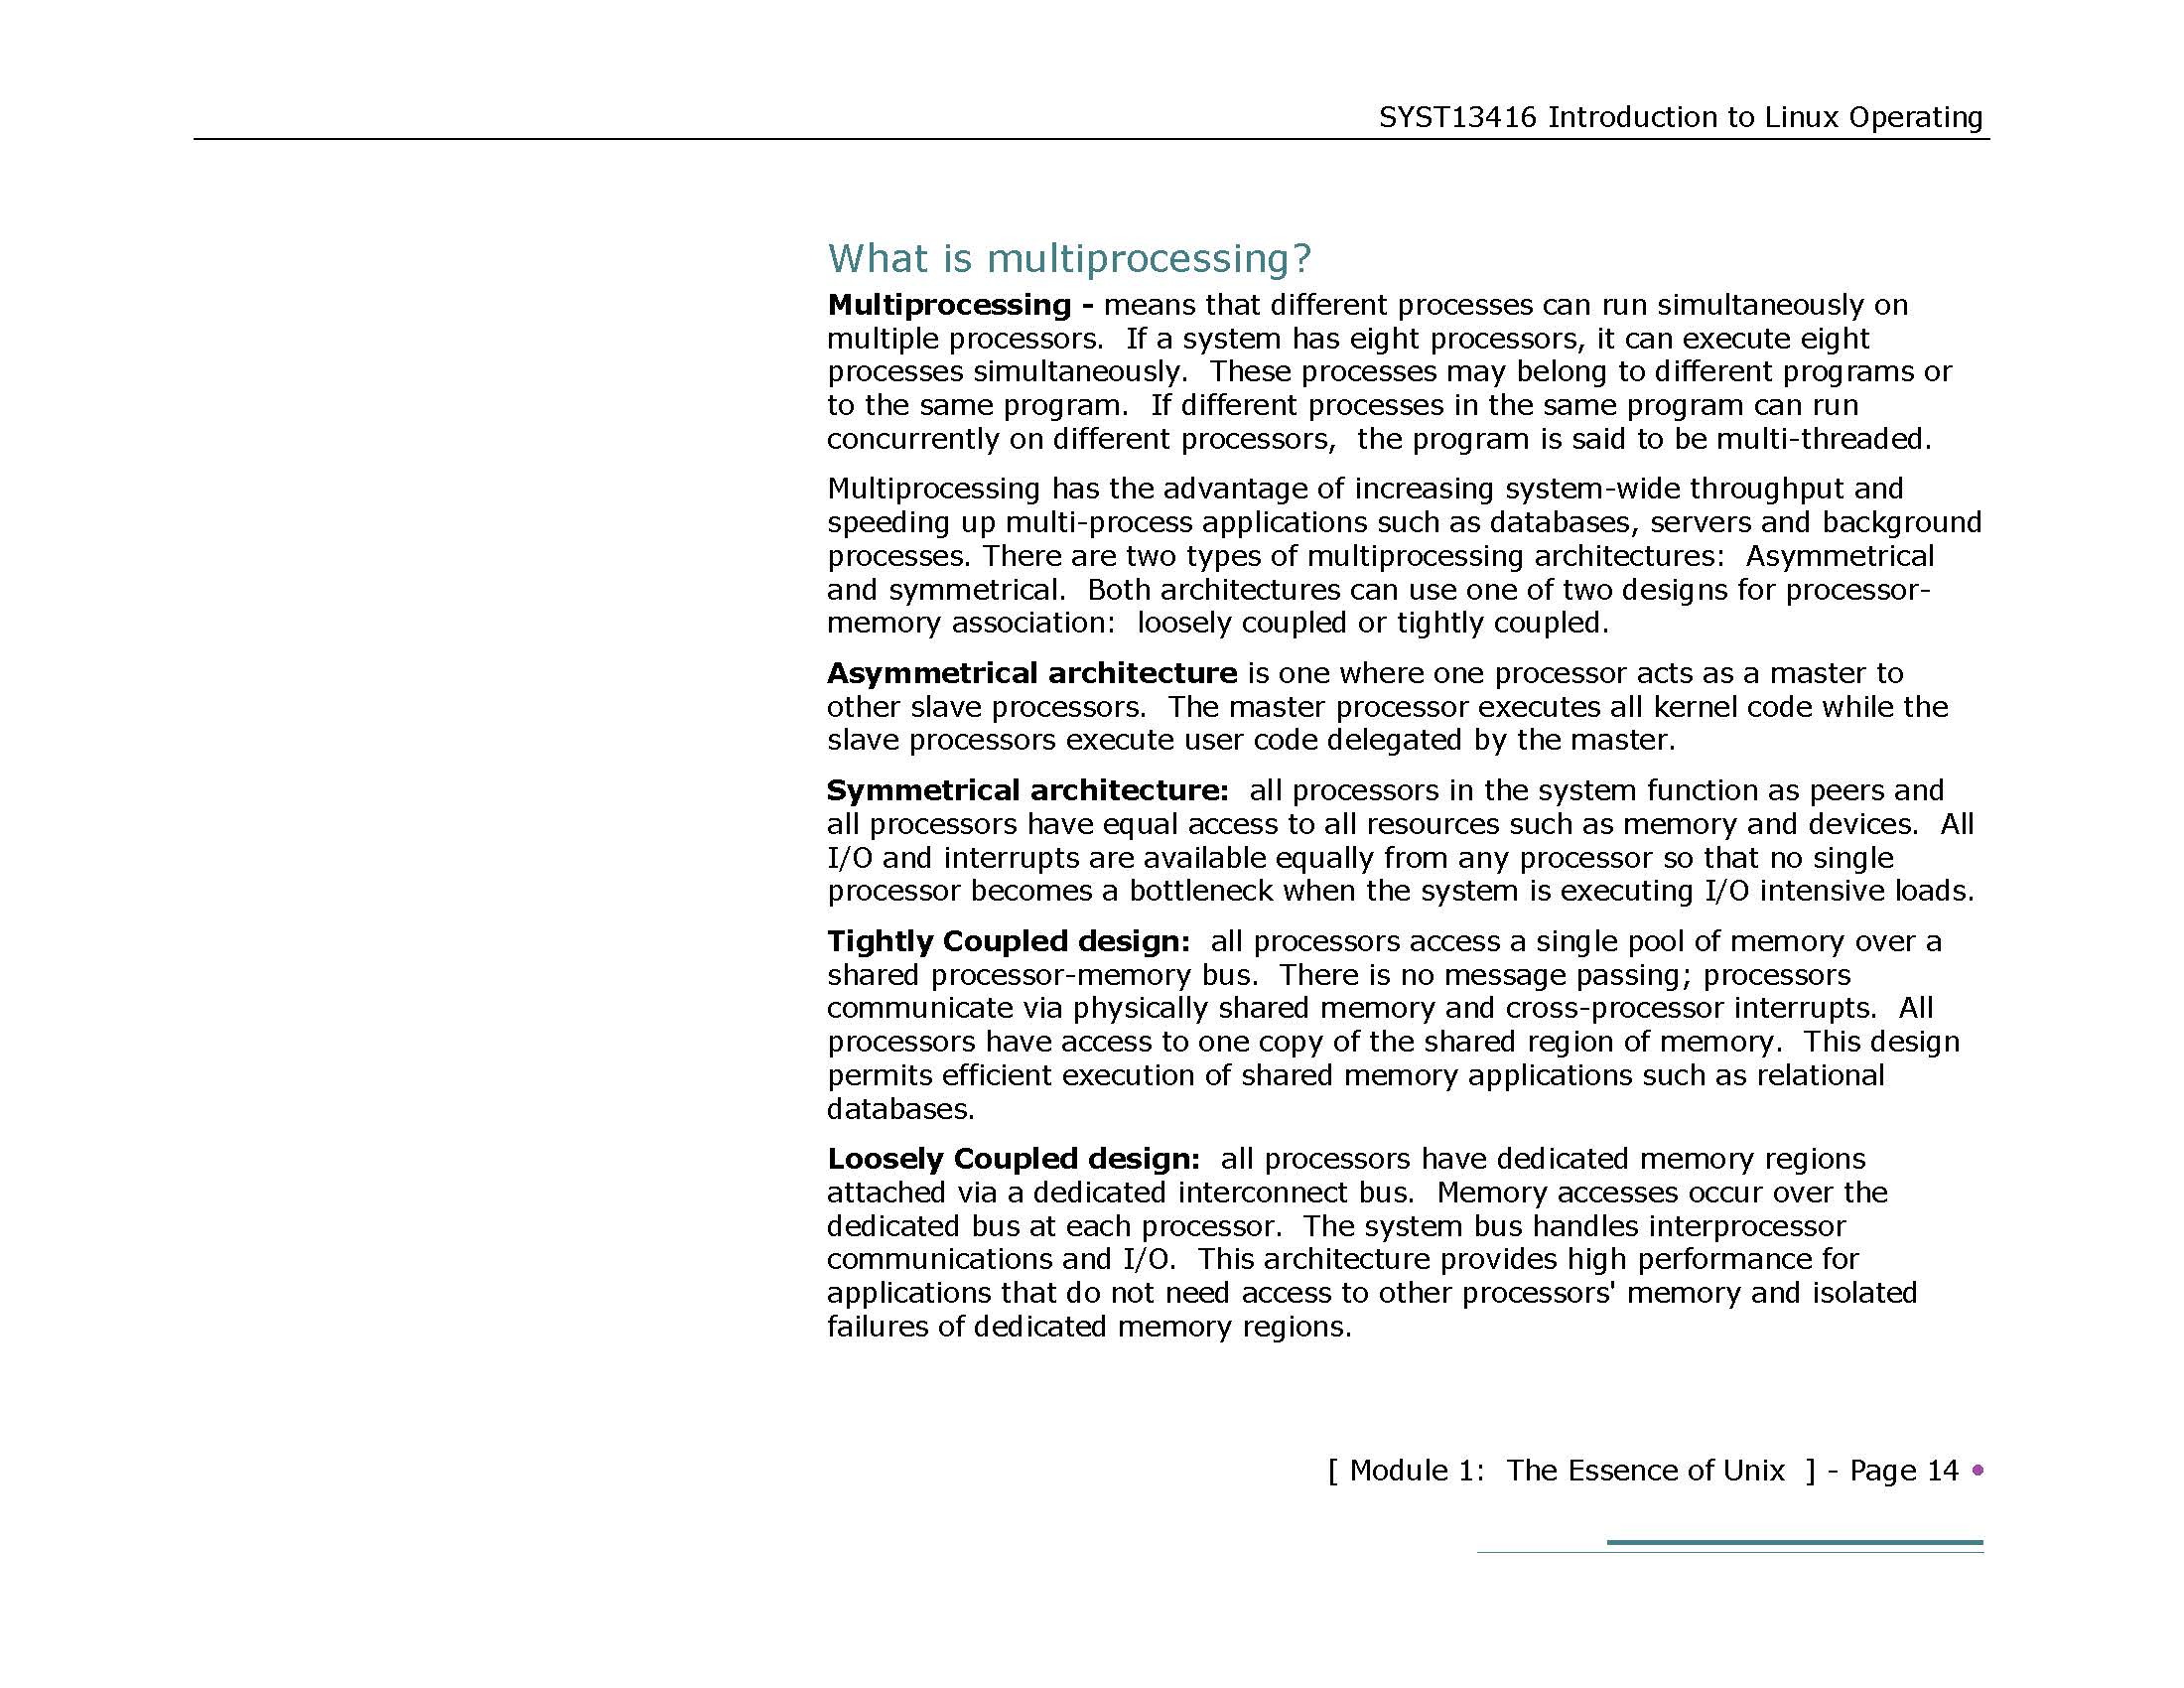 SYST13416 Introduction to Linux Operating
What is multiprocessing?
Multiprocessing - means that different processes can run simultaneously on
multiple processors.  If a system has eight processors, it can execute eight
processes simultaneously.  These processes may belong to different programs or
to the same program.  If different processes in the same program can run
concurrently on different processors,  the program is said to be multi-threaded.
Multiprocessing has the advantage of increasing system-wide throughput and
speeding up multi-process applications such as databases, servers and background
processes. There are two types of multiprocessing architectures:  Asymmetrical
and symmetrical.  Both architectures can use one of two designs for processor-
memory association:  loosely coupled or tightly coupled.
Asymmetrical architecture is one where one processor acts as a master to
other slave processors.  The master processor executes all kernel code while the
slave processors execute user code delegated by the master.
Symmetrical architecture:  all processors in the system function as peers and
all processors have equal access to all resources such as memory and devices.  All
I/O and interrupts are available equally from any processor so that no single
processor becomes a bottleneck when the system is executing I/O intensive loads.
Tightly Coupled design:  all processors access a single pool of memory over a
shared processor-memory bus.  There is no message passing; processors
communicate via physically shared memory and cross-processor interrupts.  All
processors have access to one copy of the shared region of memory.  This design
permits efficient execution of shared memory applications such as relational
databases.
Loosely Coupled design:  all processors have dedicated memory regions
attached via a dedicated interconnect bus.  Memory accesses occur over the
dedicated bus at each processor.  The system bus handles interprocessor
communications and I/O.  This architecture provides high performance for
applications that do not need access to other processors' memory and isolated
failures of dedicated memory regions.
[ Module 1:  The Essence of Unix  ] - Page 14 •